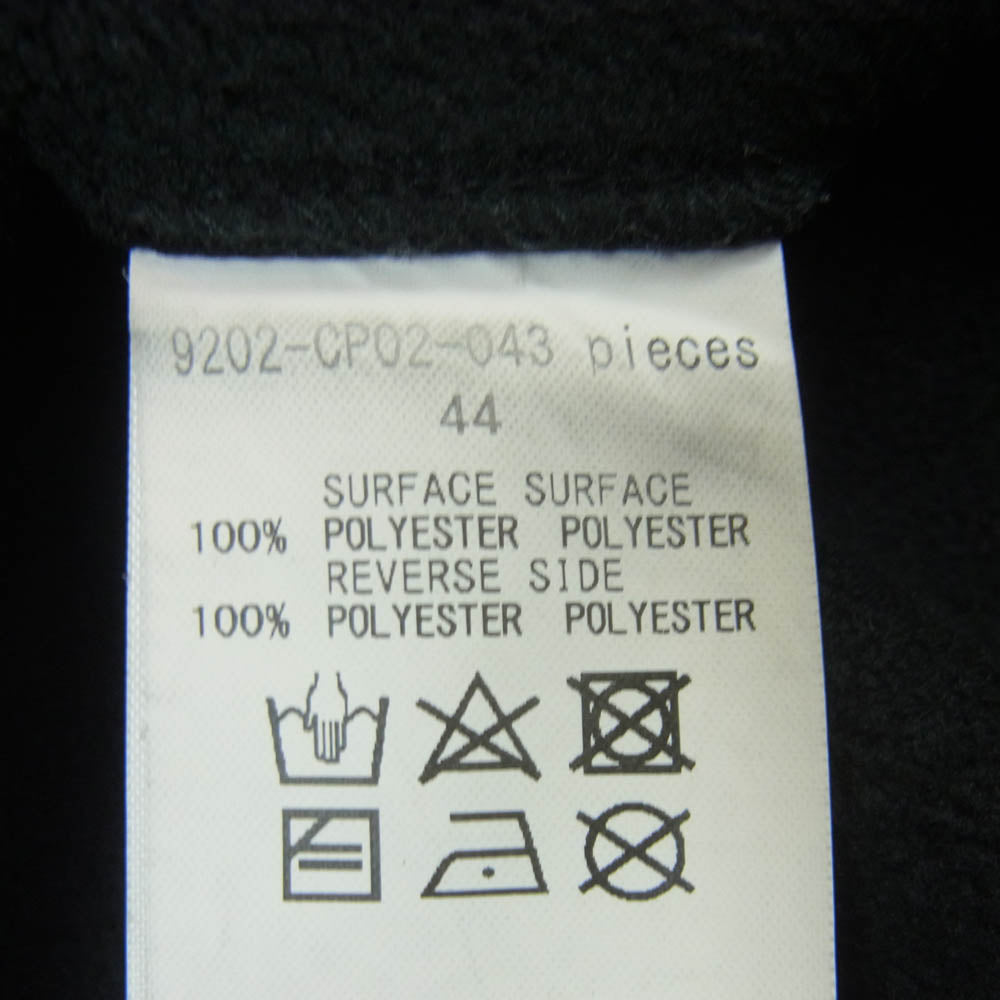 9202-CP02-043 pieces
44
SURFACE SURFACE
100% POLYESTER POLYESTER
REVERSE SIDE
100% POLYESTER POLYESTER